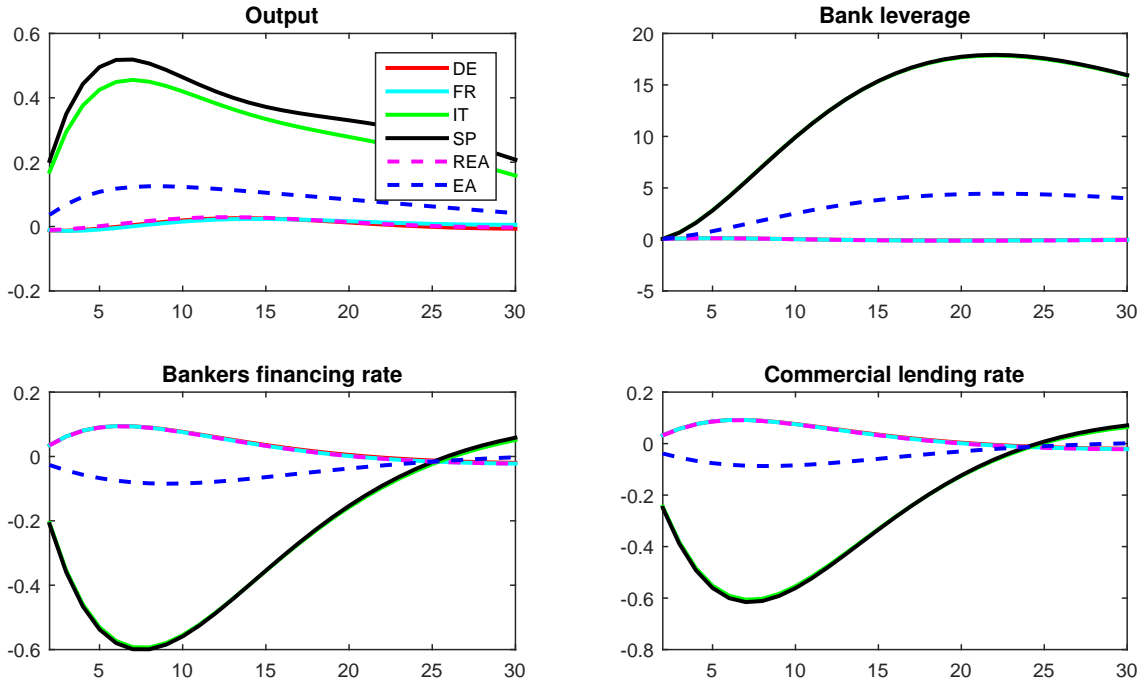 Output
0.6
0.4
0.2
0
-0.2
5 10 15 20 25 30
DE
FR
IT
SP
REA
EA
Bank leverage
20
15
10
5
0
-5
5 10 15 20 25 30
Bankers financing rate
0.2
0
-0.2
-0.4
-0.6
5 10 15 20 25 30
Commercial lending rate
0.2
0
-0.2
-0.4
-0.6
-0.8
5 10 15 20 25 30